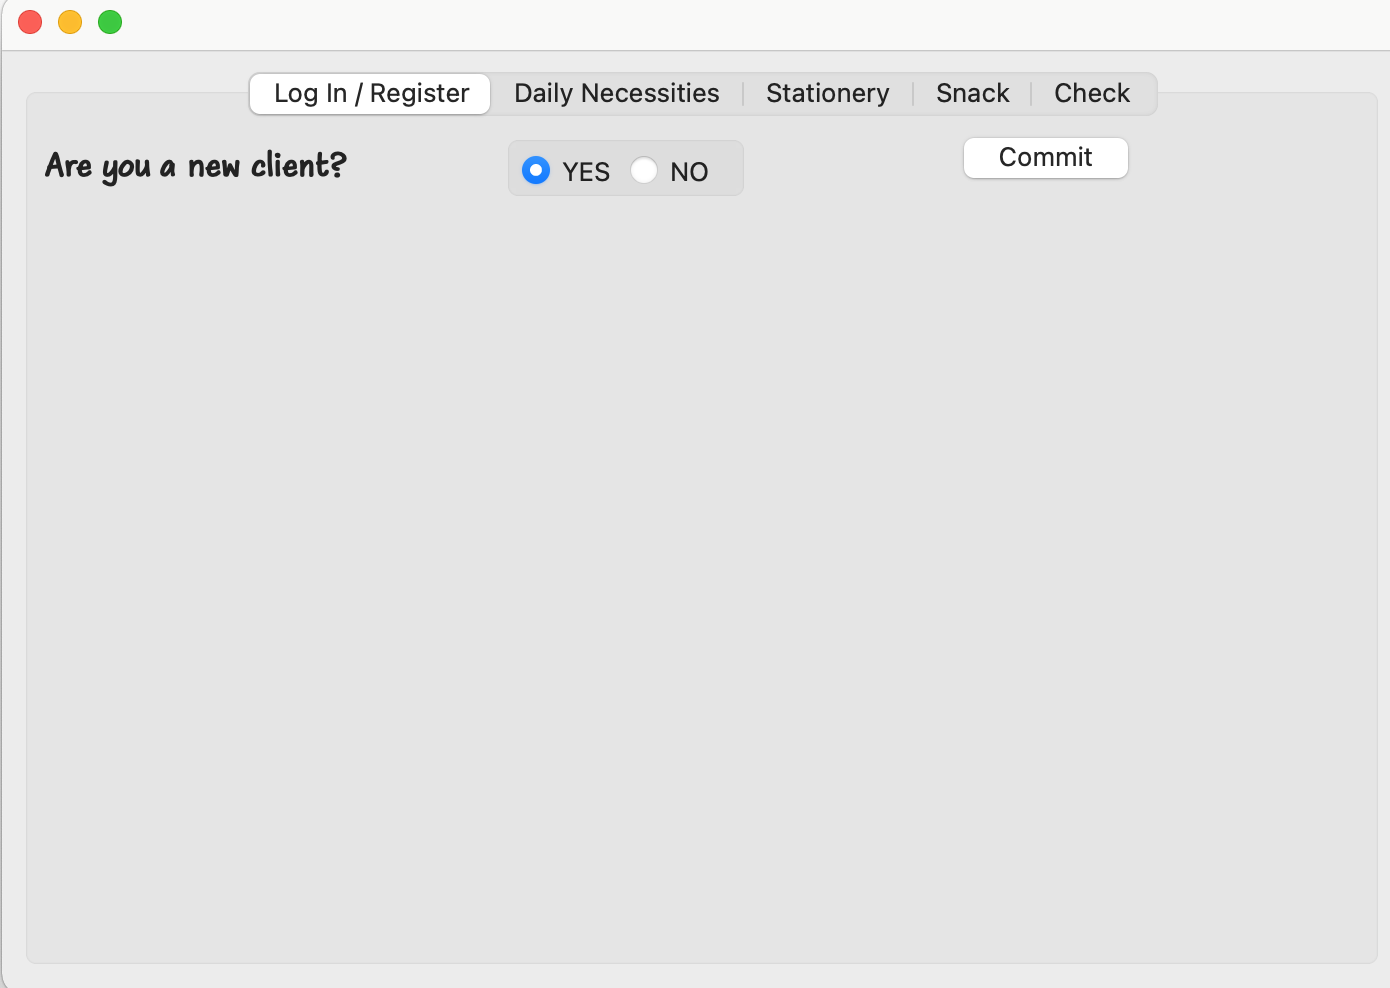 Log In / Register Daily Necessities Stationery Snack Check
Are you a new client? YES NO Commit